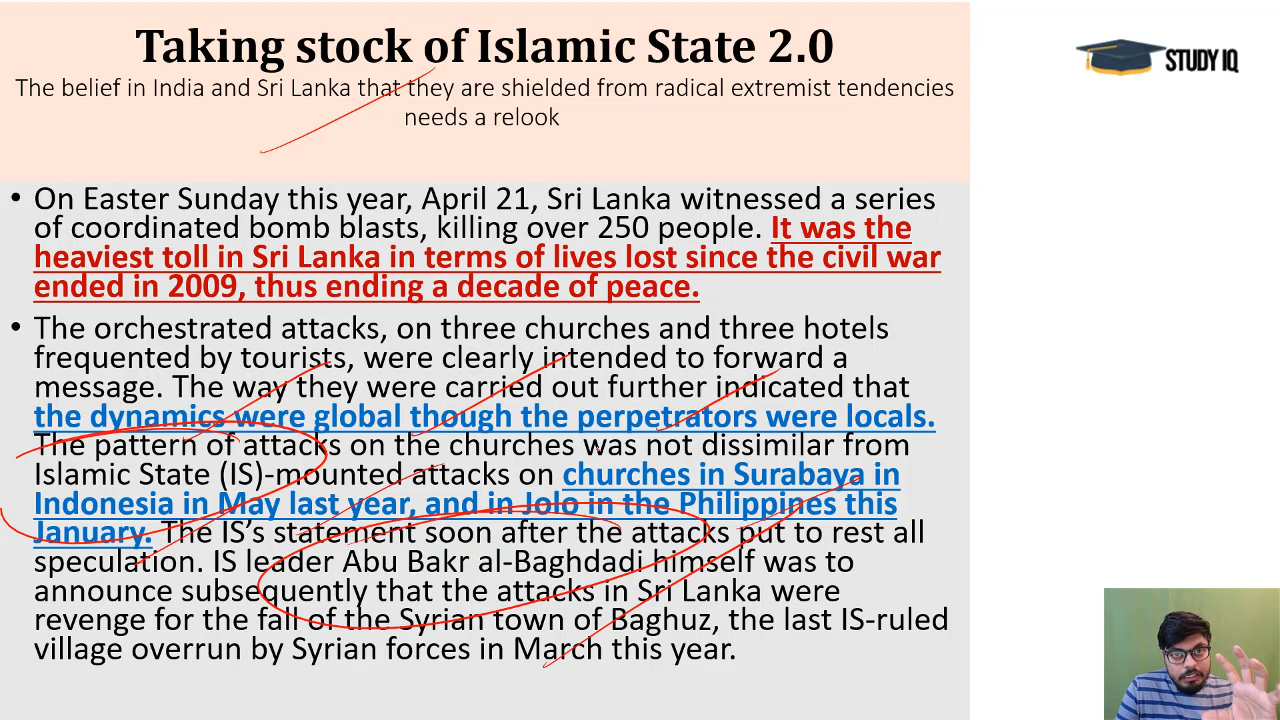 Taking stock of Islamic State 2.0
STUDY IQ
The belief in India and Sri Lanka that they are shielded from radical extremist tendencies
needs a relook
• On Easter Sunday this year, April 21, Sri Lanka witnessed a series
of coordinated bomb blasts, killing over 250 people. It was the
heaviest toll in Sri Lanka in terms of lives lost since the civil war
ended in 2009, thus ending a decade of peace.
• The orchestrated attacks, on three churches and three hotels
frequented by tourists, were clearly intended to forward a
message. The way they were carried out further indicated that
the dynamics were global though the perpetrators were locals.
The pattern of attacks on the churches was not dissimilar from
Islamic State (IS)-mounted attacks on churches in Surabaya in
Indonesia in May last year, and in Jolo in the Philippines this
January. The IS’s statement soon after the attacks put to rest all
speculation. IS leader Abu Bakr al-Baghdadi himself was to
announce subsequently that the attacks in Sri Lanka were
revenge for the fall of the Syrian town of Baghuz, the last IS-ruled
village overrun by Syrian forces in March this year.